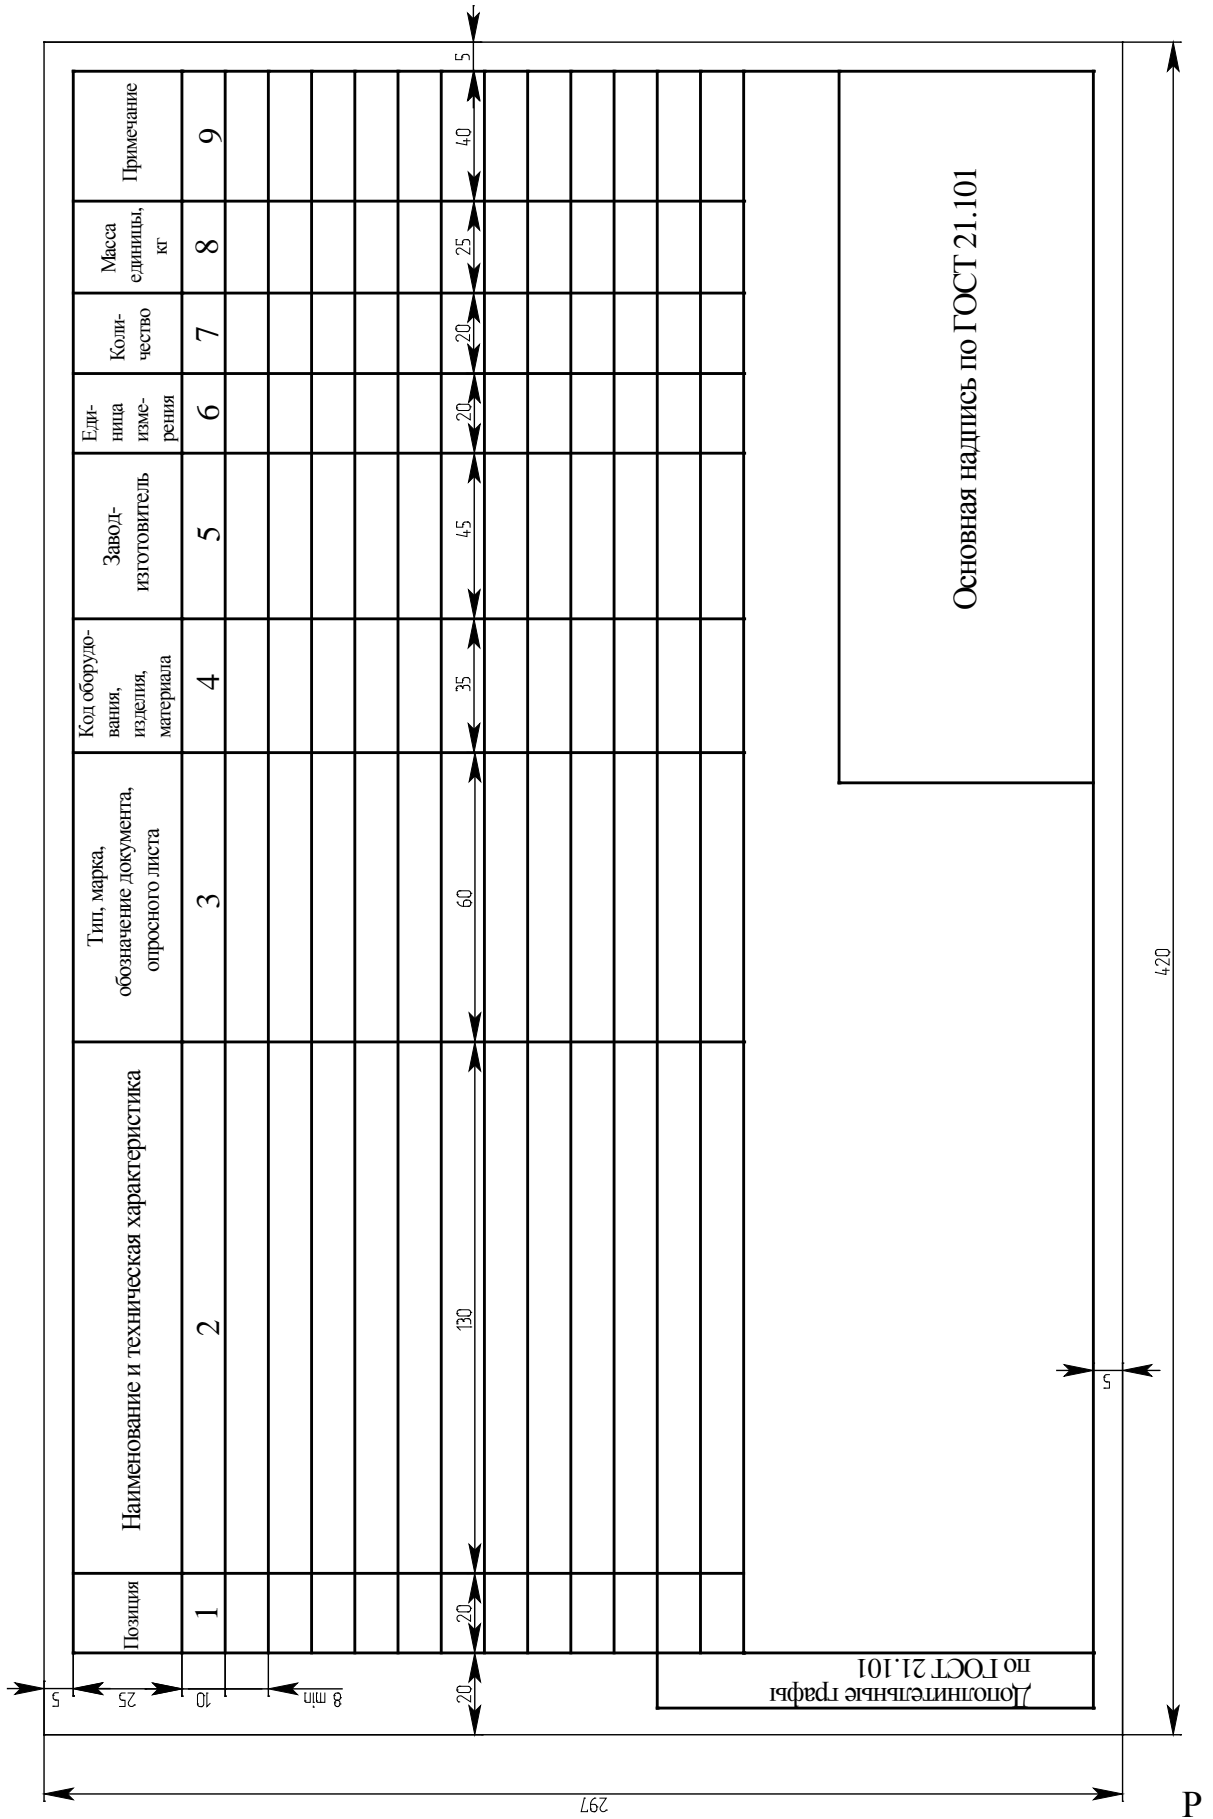 Позиция
Наименование и техническая характеристика
Тип, марка,
обозначение документа,
опросного листа
Код оборудо-
вания,
изделия,
материала
Завод-
изготовитель
Еди-
ница
изме-
рения
Коли-
чество
Масса
единицы,
кг
Примечание
1
2
3
4
5
6
7
8
9
5
25
10
8 min
20
20
130
60
35
45
20
20
25
40
5
Дополнительные графы
по ГОСТ 21.101
Основная надпись по ГОСТ 21.101
5
297
420
Р